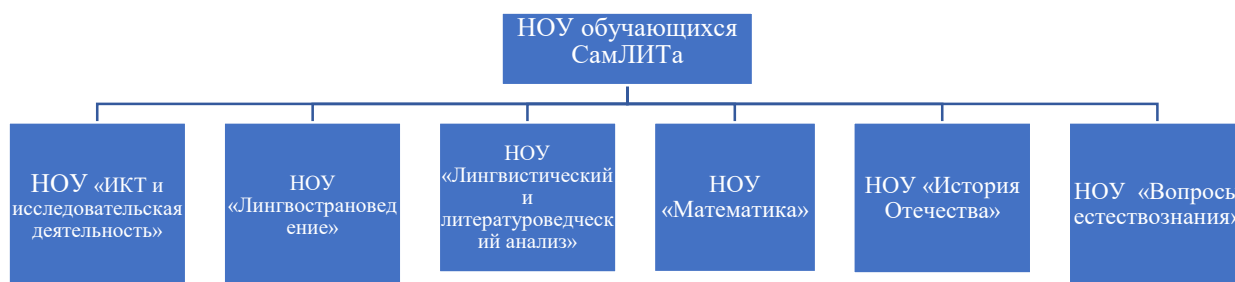 НОУ обучающихся
СамЛИТа
НОУ «ИКТ и
исследовательская
деятельность»
НОУ
«Лингвострановед
ение»
НОУ
«Лингвистический
и
литературоведческ
ий анализ»
НОУ
«Математика»
НОУ «История
Отечества»
НОУ «Вопросы
естествознания»